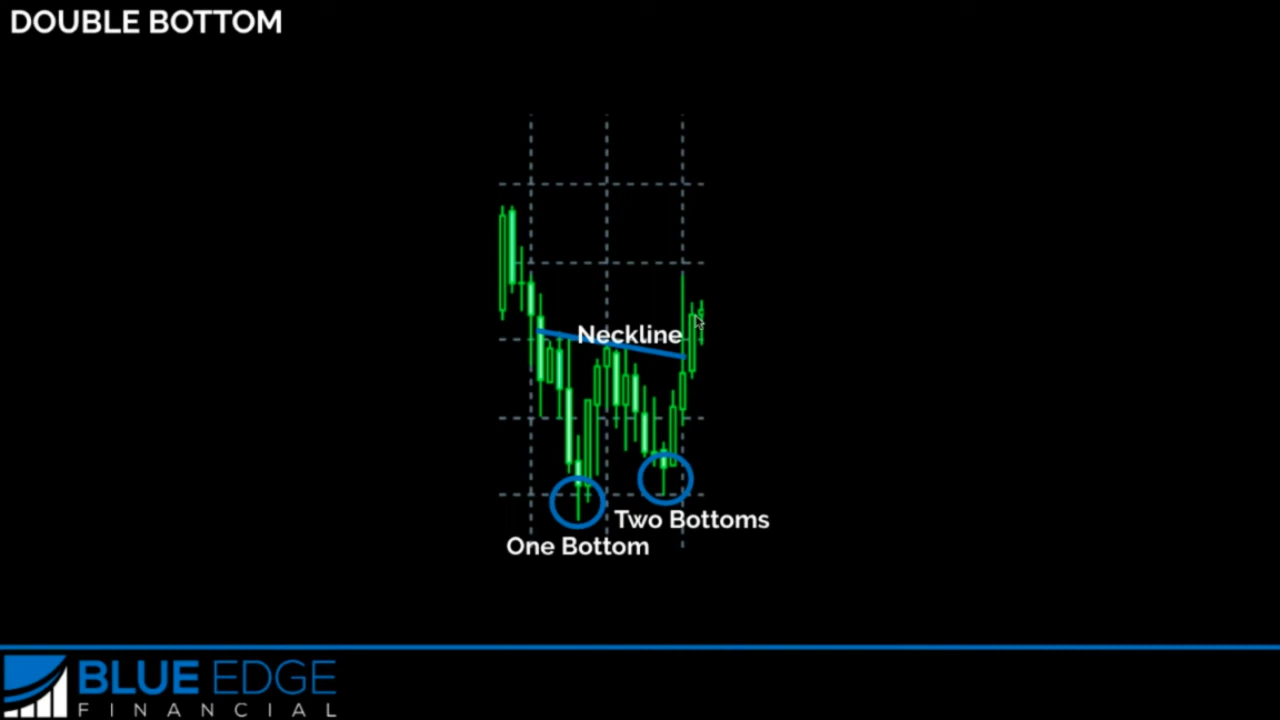 DOUBLE BOTTOM
Neckline
Two Bottoms
One Bottom
BLUE EDGE
FINANCIAL